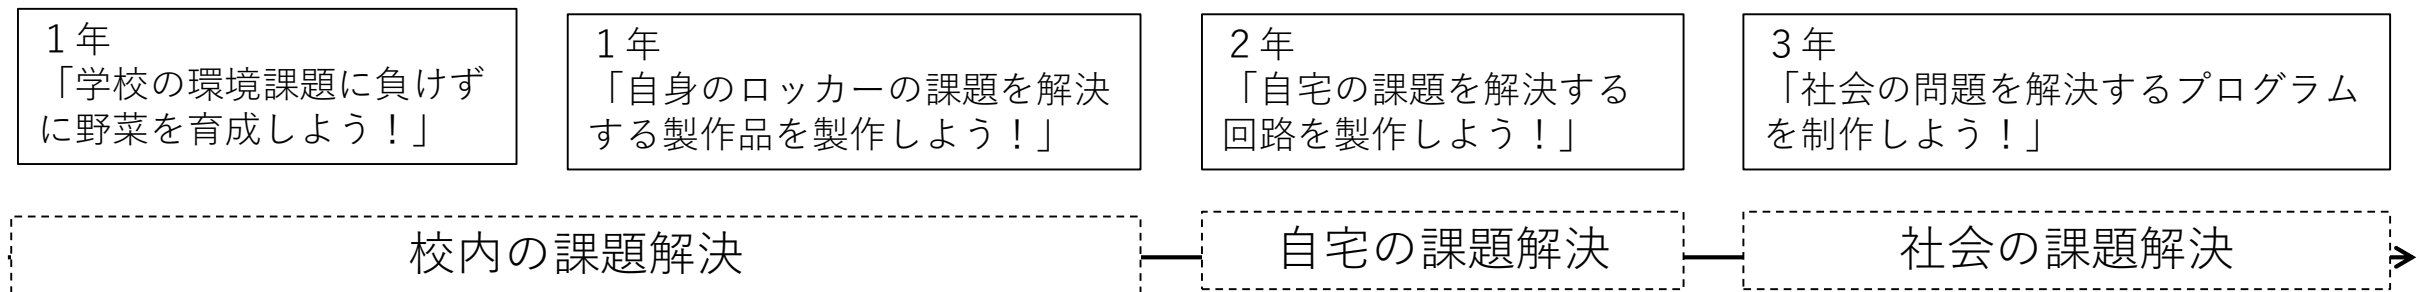 １年
「学校の環境課題に負けず
に野菜を育成しよう！」
１年
「自身のロッカーの課題を解決
する製作品を製作しよう！」
２年
「自宅の課題を解決する
回路を製作しよう！」
３年
「社会の問題を解決するプログラム
を制作しよう！」
校内の課題解決
自宅の課題解決
社会の課題解決